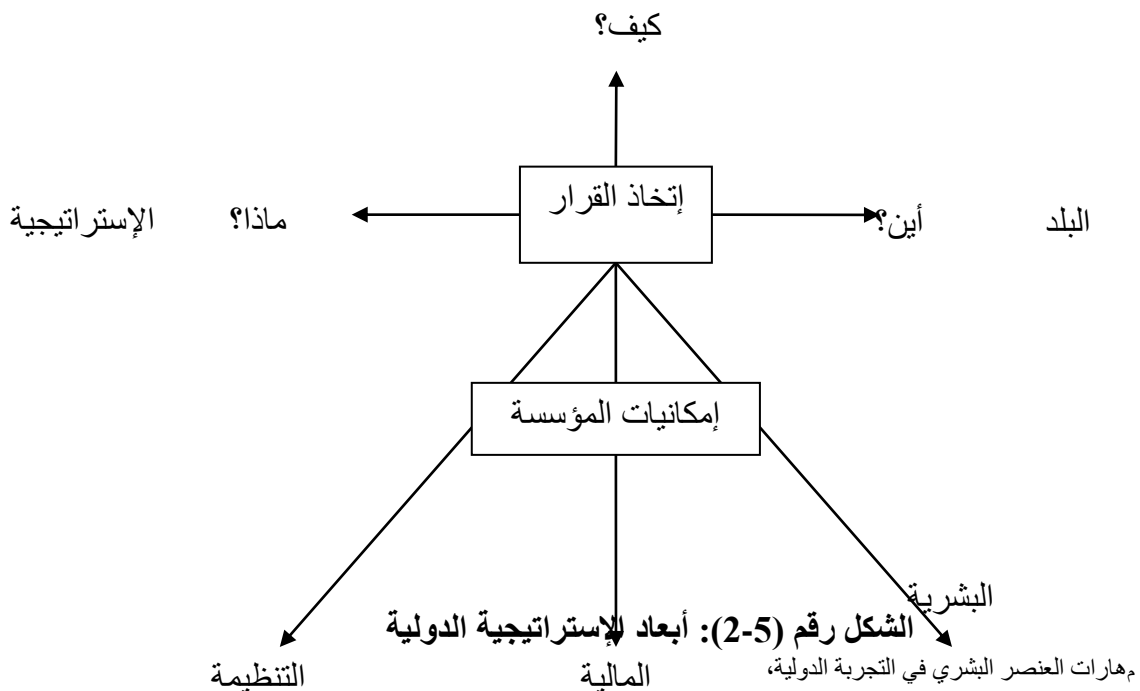 كيف؟
إتخاذ القرار
البلد أين؟ ماذا؟ الإستراتيجية
إمكانيات المؤسسة
البشرية
الشكل رقم (5-2): أبعاد الإستراتيجية الدولية
مهارات العنصر البشري في التجربة الدولية، المالية التنظيمة